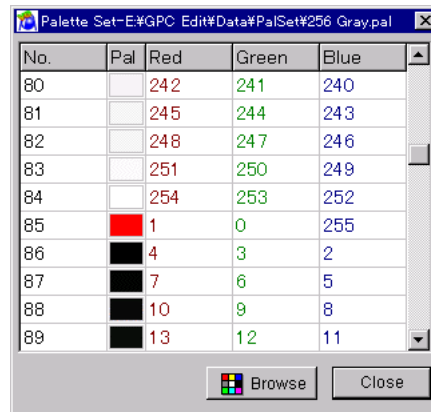 Palette Set-E:¥GPC Edit¥Data¥PalSet¥256 Gray.pal
No. Pal Red Green Blue
80 242 241 240
81 245 244 243
82 248 247 246
83 251 250 249
84 254 253 252
85 1 0 255
86 4 3 2
87 7 6 5
88 10 9 8
89 13 12 11
Browse Close